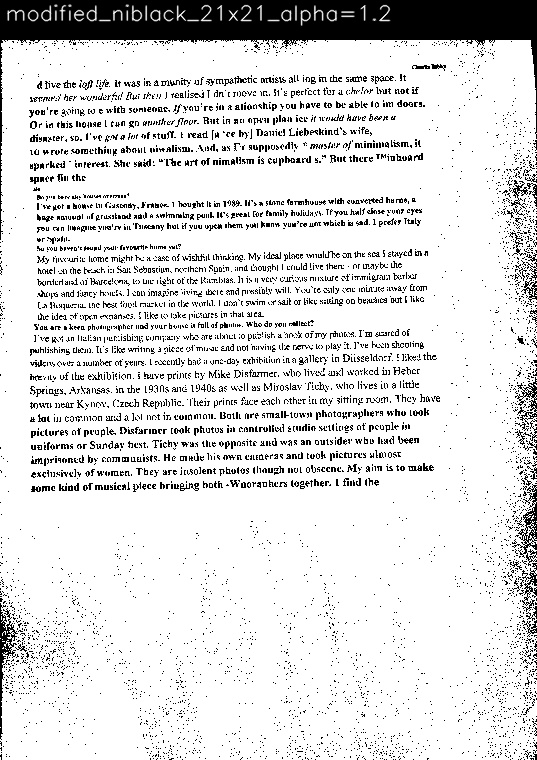 modified_niblack_21x21_alpha=1.2
d live the loft life. It was in a munity of sympathetic artists all ing in the same space. It
seemed her wonderful But then I realised I dn't move in. It's perfect for a chelor but not if
you're going to e with someone. If you're in a ationship you have to be able to im doors.
Or in this house I can go another floor. But in an open plan ice it would have been a
disaster, so. I've got a lot of stuff. I read [a 'ce by] Daniel Liebeskind's wife,
to wrote something about niwalism. And, as I'r supposedly " master of minimalism, it
sparked interest. She said: "The art of nimalism is cupboard s." But there ™inboard
space fin the
Do you have any houses overseas?
I've got a house in Gascony, France. I bought it in 1989. It's a stone farmhouse with converted barns, a
huge amount of grassland and a swimming pool. It's great for family holidays. If you half close your eyes
you can imagine you're in Tuscany but if you open them you know you're not which is sad. I prefer Italy
or Spain.
So you haven't found your favourite home yet?
My favourite home might be a case of wishful thinking. My ideal place would be on the sea I stayed in a
hotel on the beach in San Sebastian, northern Spain, and thought I could live there - or maybe the
borderland of Barcelona, to the right of the Ramblas. It is a very curious mixture of immigrant barber
shops and fancy hotels. I can imagine living there and possibly will. You're only one minute away from
La Boqueria, the best food market in the world. I don't swim or sail or like sitting on beaches but I like
the idea of open expanses. I like to take pictures in that area.
You are a keen photographer and your house is full of photos. Who do you collect?
I've got an Italian publishing company who are about to publish a book of my photos. I'm scared of
publishing them. It's like writing a piece of music and not having the nerve to play it. I've been shooting
videos over a number of years. I recently had a one-day exhibition in a gallery in Düsseldorf. I liked the
brevity of the exhibition. I have prints by Mike Disfarmer, who lived and worked in Heber
Springs, Arkansas, in the 1930s and 1940s as well as Miroslav Tichy, who lives in a little
town near Kynov, Czech Republic. Their prints face each other in my sitting room. They have
a lot in common and a lot not in common. Both are small-town photographers who took
pictures of people. Disfarmer took photos in controlled studio settings of people in
uniforms or Sunday best. Tichy was the opposite and was an outsider who had been
imprisoned by communists. He made his own cameras and took pictures almost
exclusively of women. They are insolent photos though not obscene. My aim is to make
some kind of musical piece bringing both together. I find the